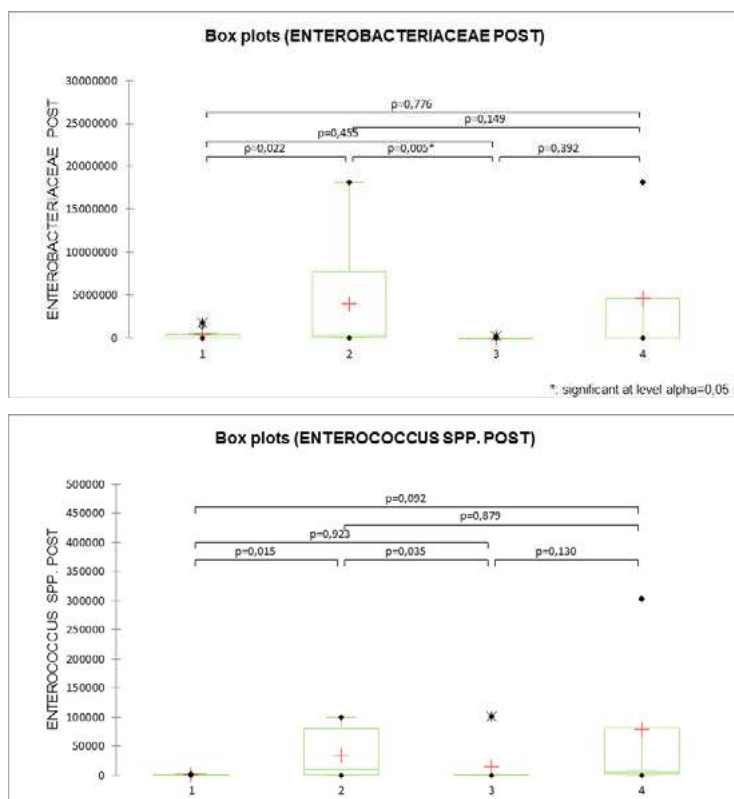 Box plots (ENTEROBACTERIACEAE POST)
30000000
25000000
20000000
15000000
10000000
5000000
0
ENTEROBACTERIACEAE POST
p=0,776
p=0,149
p=0,455
p=0,022
p=0,005*
p=0,392
1 2 3 4
*: significant at level alpha=0,05
Box plots (ENTEROCOCCUS SPP. POST)
500000
450000
400000
350000
300000
250000
200000
150000
100000
50000
0
ENTEROCOCCUS SPP. POST
p=0,092
p=0,879
p=0,923
p=0,015
p=0,035
p=0,130
1 2 3 4